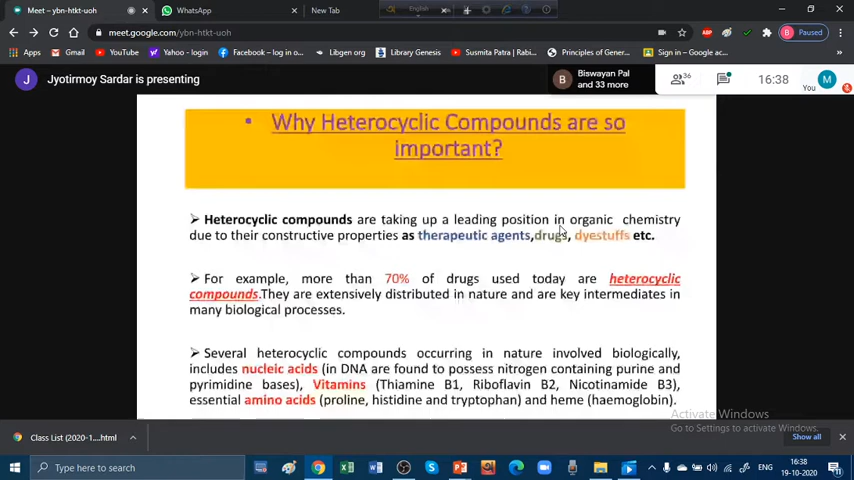 Meet – ybn-htkt-uoh
WhatsApp
New Tab
English
meet.google.com/ybn-htkt-uoh
Paused
Apps
Gmail
YouTube
Yahoo - login
Facebook – log in o...
Libgen org
Library Genesis
Susmita Patra | Rabi...
Principles of Gener...
Sign in – Google ac...
Jyotirmoy Sardar is presenting
Biswayan Pal
and 33 more
36
16:38
You
• Why Heterocyclic Compounds are so
important?
➢ Heterocyclic compounds are taking up a leading position in organic chemistry
due to their constructive properties as therapeutic agents,drugs, dyestuffs etc.
➢ For example, more than 70% of drugs used today are heterocyclic
compounds.They are extensively distributed in nature and are key intermediates in
many biological processes.
➢ Several heterocyclic compounds occurring in nature involved biologically,
includes nucleic acids (in DNA are found to possess nitrogen containing purine and
pyrimidine bases), Vitamins (Thiamine B1, Riboflavin B2, Nicotinamide B3),
essential amino acids (proline, histidine and tryptophan) and heme (haemoglobin).
Activate Windows
Go to Settings to activate Windows.
Class List (2020-1....html
Show all
Type here to search
ENG
16:38
19-10-2020